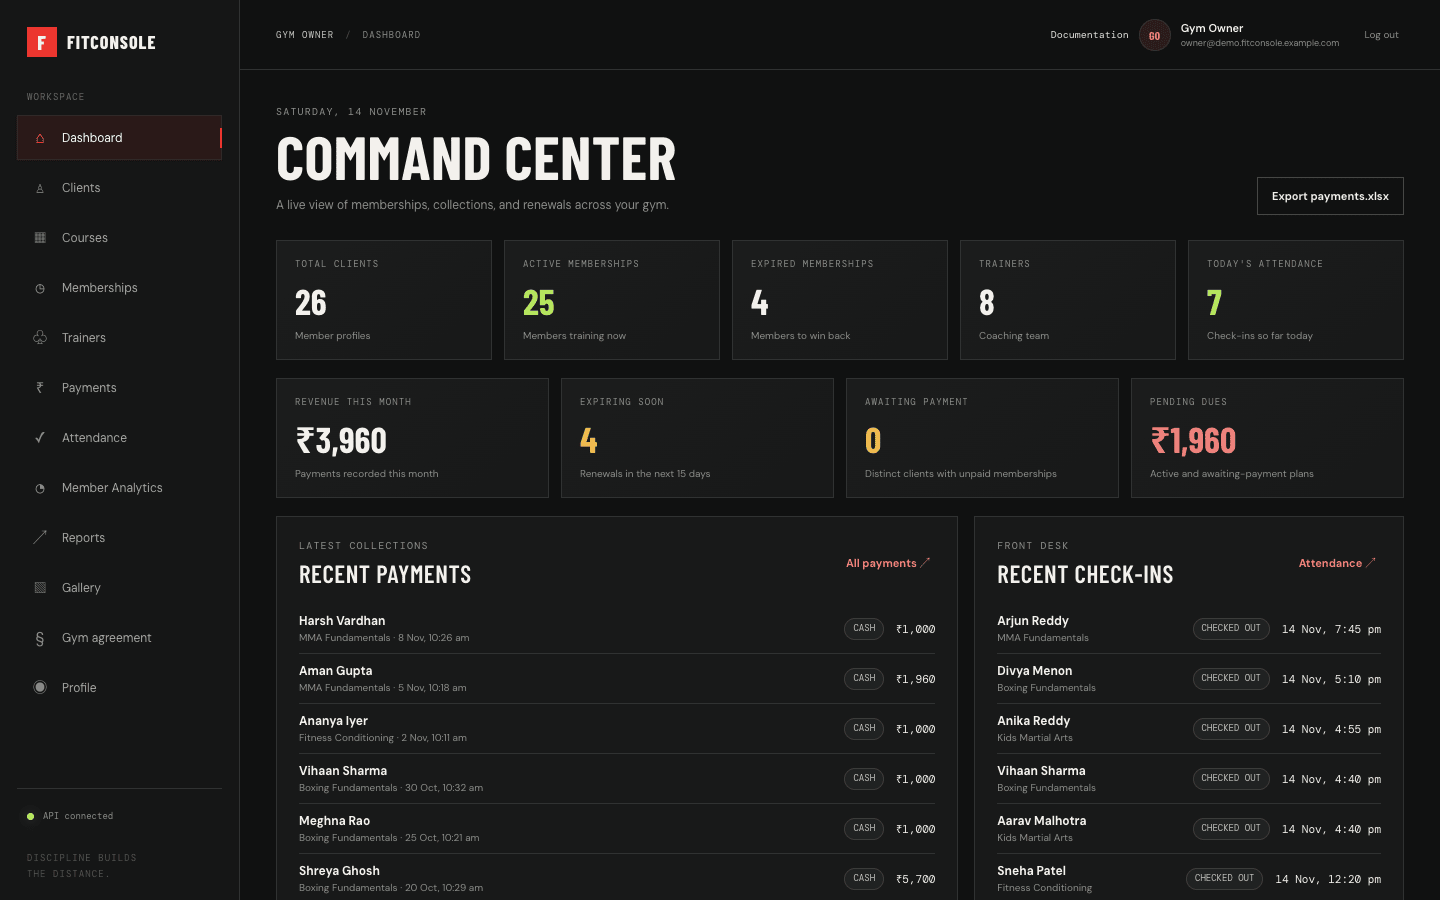 F FITCONSOLE
WORKSPACE
Dashboard
Clients
Courses
Memberships
Trainers
₹ Payments
✓ Attendance
Member Analytics
Reports
Gallery
§ Gym agreement
Profile
API connected
DISCIPLINE BUILDS
THE DISTANCE.
GYM OWNER / DASHBOARD
Documentation
GO
Gym Owner
owner@demo.fitconsole.example.com
Log out
SATURDAY, 14 NOVEMBER
COMMAND CENTER
A live view of memberships, collections, and renewals across your gym.
Export payments.xlsx
TOTAL CLIENTS
26
Member profiles
ACTIVE MEMBERSHIPS
25
Members training now
EXPIRED MEMBERSHIPS
4
Members to win back
TRAINERS
8
Coaching team
TODAY'S ATTENDANCE
7
Check-ins so far today
REVENUE THIS MONTH
₹3,960
Payments recorded this month
EXPIRING SOON
4
Renewals in the next 15 days
AWAITING PAYMENT
0
Distinct clients with unpaid memberships
PENDING DUES
₹1,960
Active and awaiting-payment plans
LATEST COLLECTIONS
RECENT PAYMENTS
All payments ↗
Harsh Vardhan
MMA Fundamentals · 8 Nov, 10:26 am
CASH ₹1,000
Aman Gupta
MMA Fundamentals · 5 Nov, 10:18 am
CASH ₹1,960
Ananya Iyer
Fitness Conditioning · 2 Nov, 10:11 am
CASH ₹1,000
Vihaan Sharma
Boxing Fundamentals · 30 Oct, 10:32 am
CASH ₹1,000
Meghna Rao
Boxing Fundamentals · 25 Oct, 10:21 am
CASH ₹1,000
Shreya Ghosh
Boxing Fundamentals · 20 Oct, 10:29 am
CASH ₹5,700
FRONT DESK
RECENT CHECK-INS
Attendance ↗
Arjun Reddy
MMA Fundamentals
CHECKED OUT 14 Nov, 7:45 pm
Divya Menon
Boxing Fundamentals
CHECKED OUT 14 Nov, 5:10 pm
Anika Reddy
Kids Martial Arts
CHECKED OUT 14 Nov, 4:55 pm
Vihaan Sharma
Boxing Fundamentals
CHECKED OUT 14 Nov, 4:40 pm
Aarav Malhotra
Kids Martial Arts
CHECKED OUT 14 Nov, 4:40 pm
Sneha Patel
Fitness Conditioning
CHECKED OUT 14 Nov, 12:20 pm